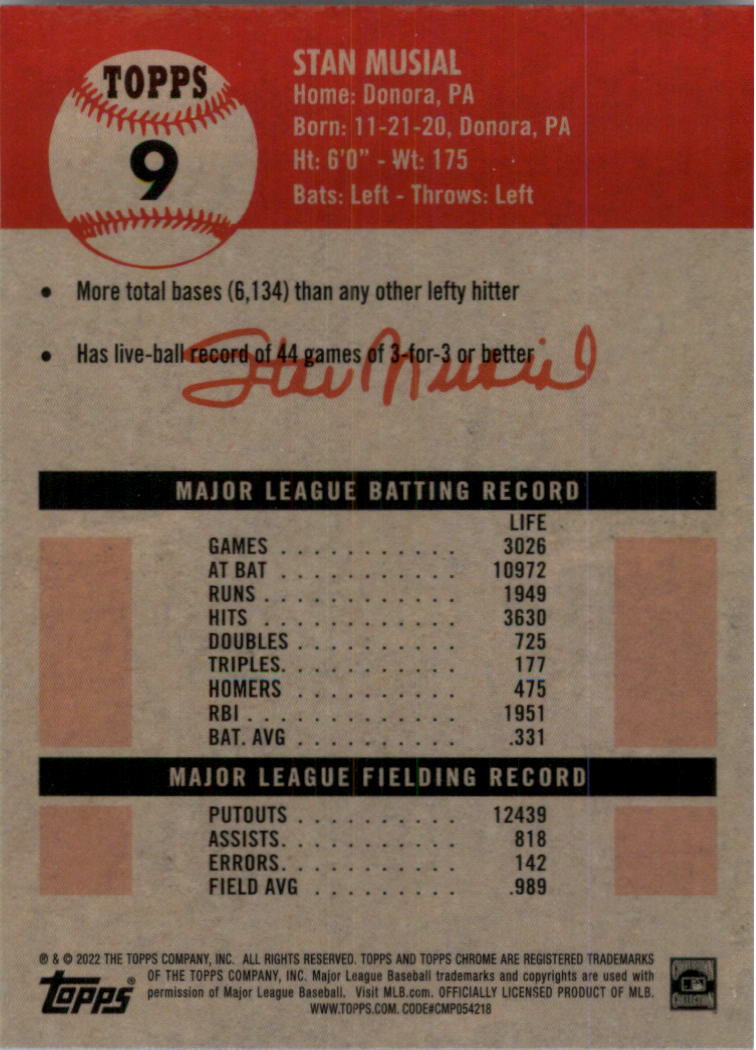 TOPPS
9
STAN MUSIAL
Home: Donora, PA
Born: 11-21-20, Donora, PA
Ht: 6'0" - Wt: 175
Bats: Left - Throws: Left
• More total bases (6,134) than any other lefty hitter
• Has live-ball record of 44 games of 3-for-3 or better
Stan Musial
MAJOR LEAGUE BATTING RECORD
LIFE
GAMES . . . . . . . . . . . 3026
AT BAT . . . . . . . . . . . 10972
RUNS . . . . . . . . . . . . 1949
HITS . . . . . . . . . . . . 3630
DOUBLES . . . . . . . . . . 725
TRIPLES. . . . . . . . . . . 177
HOMERS . . . . . . . . . . 475
RBI . . . . . . . . . . . . . 1951
BAT. AVG . . . . . . . . . . .331
MAJOR LEAGUE FIELDING RECORD
PUTOUTS . . . . . . . . . . 12439
ASSISTS. . . . . . . . . . . 818
ERRORS. . . . . . . . . . . 142
FIELD AVG . . . . . . . . . .989
® & © 2022 THE TOPPS COMPANY, INC. ALL RIGHTS RESERVED. TOPPS AND TOPPS CHROME ARE REGISTERED TRADEMARKS
OF THE TOPPS COMPANY, INC. Major League Baseball trademarks and copyrights are used with
permission of Major League Baseball. Visit MLB.com. OFFICIALLY LICENSED PRODUCT OF MLB.
WWW.TOPPS.COM. CODE#CMP054218
topps®